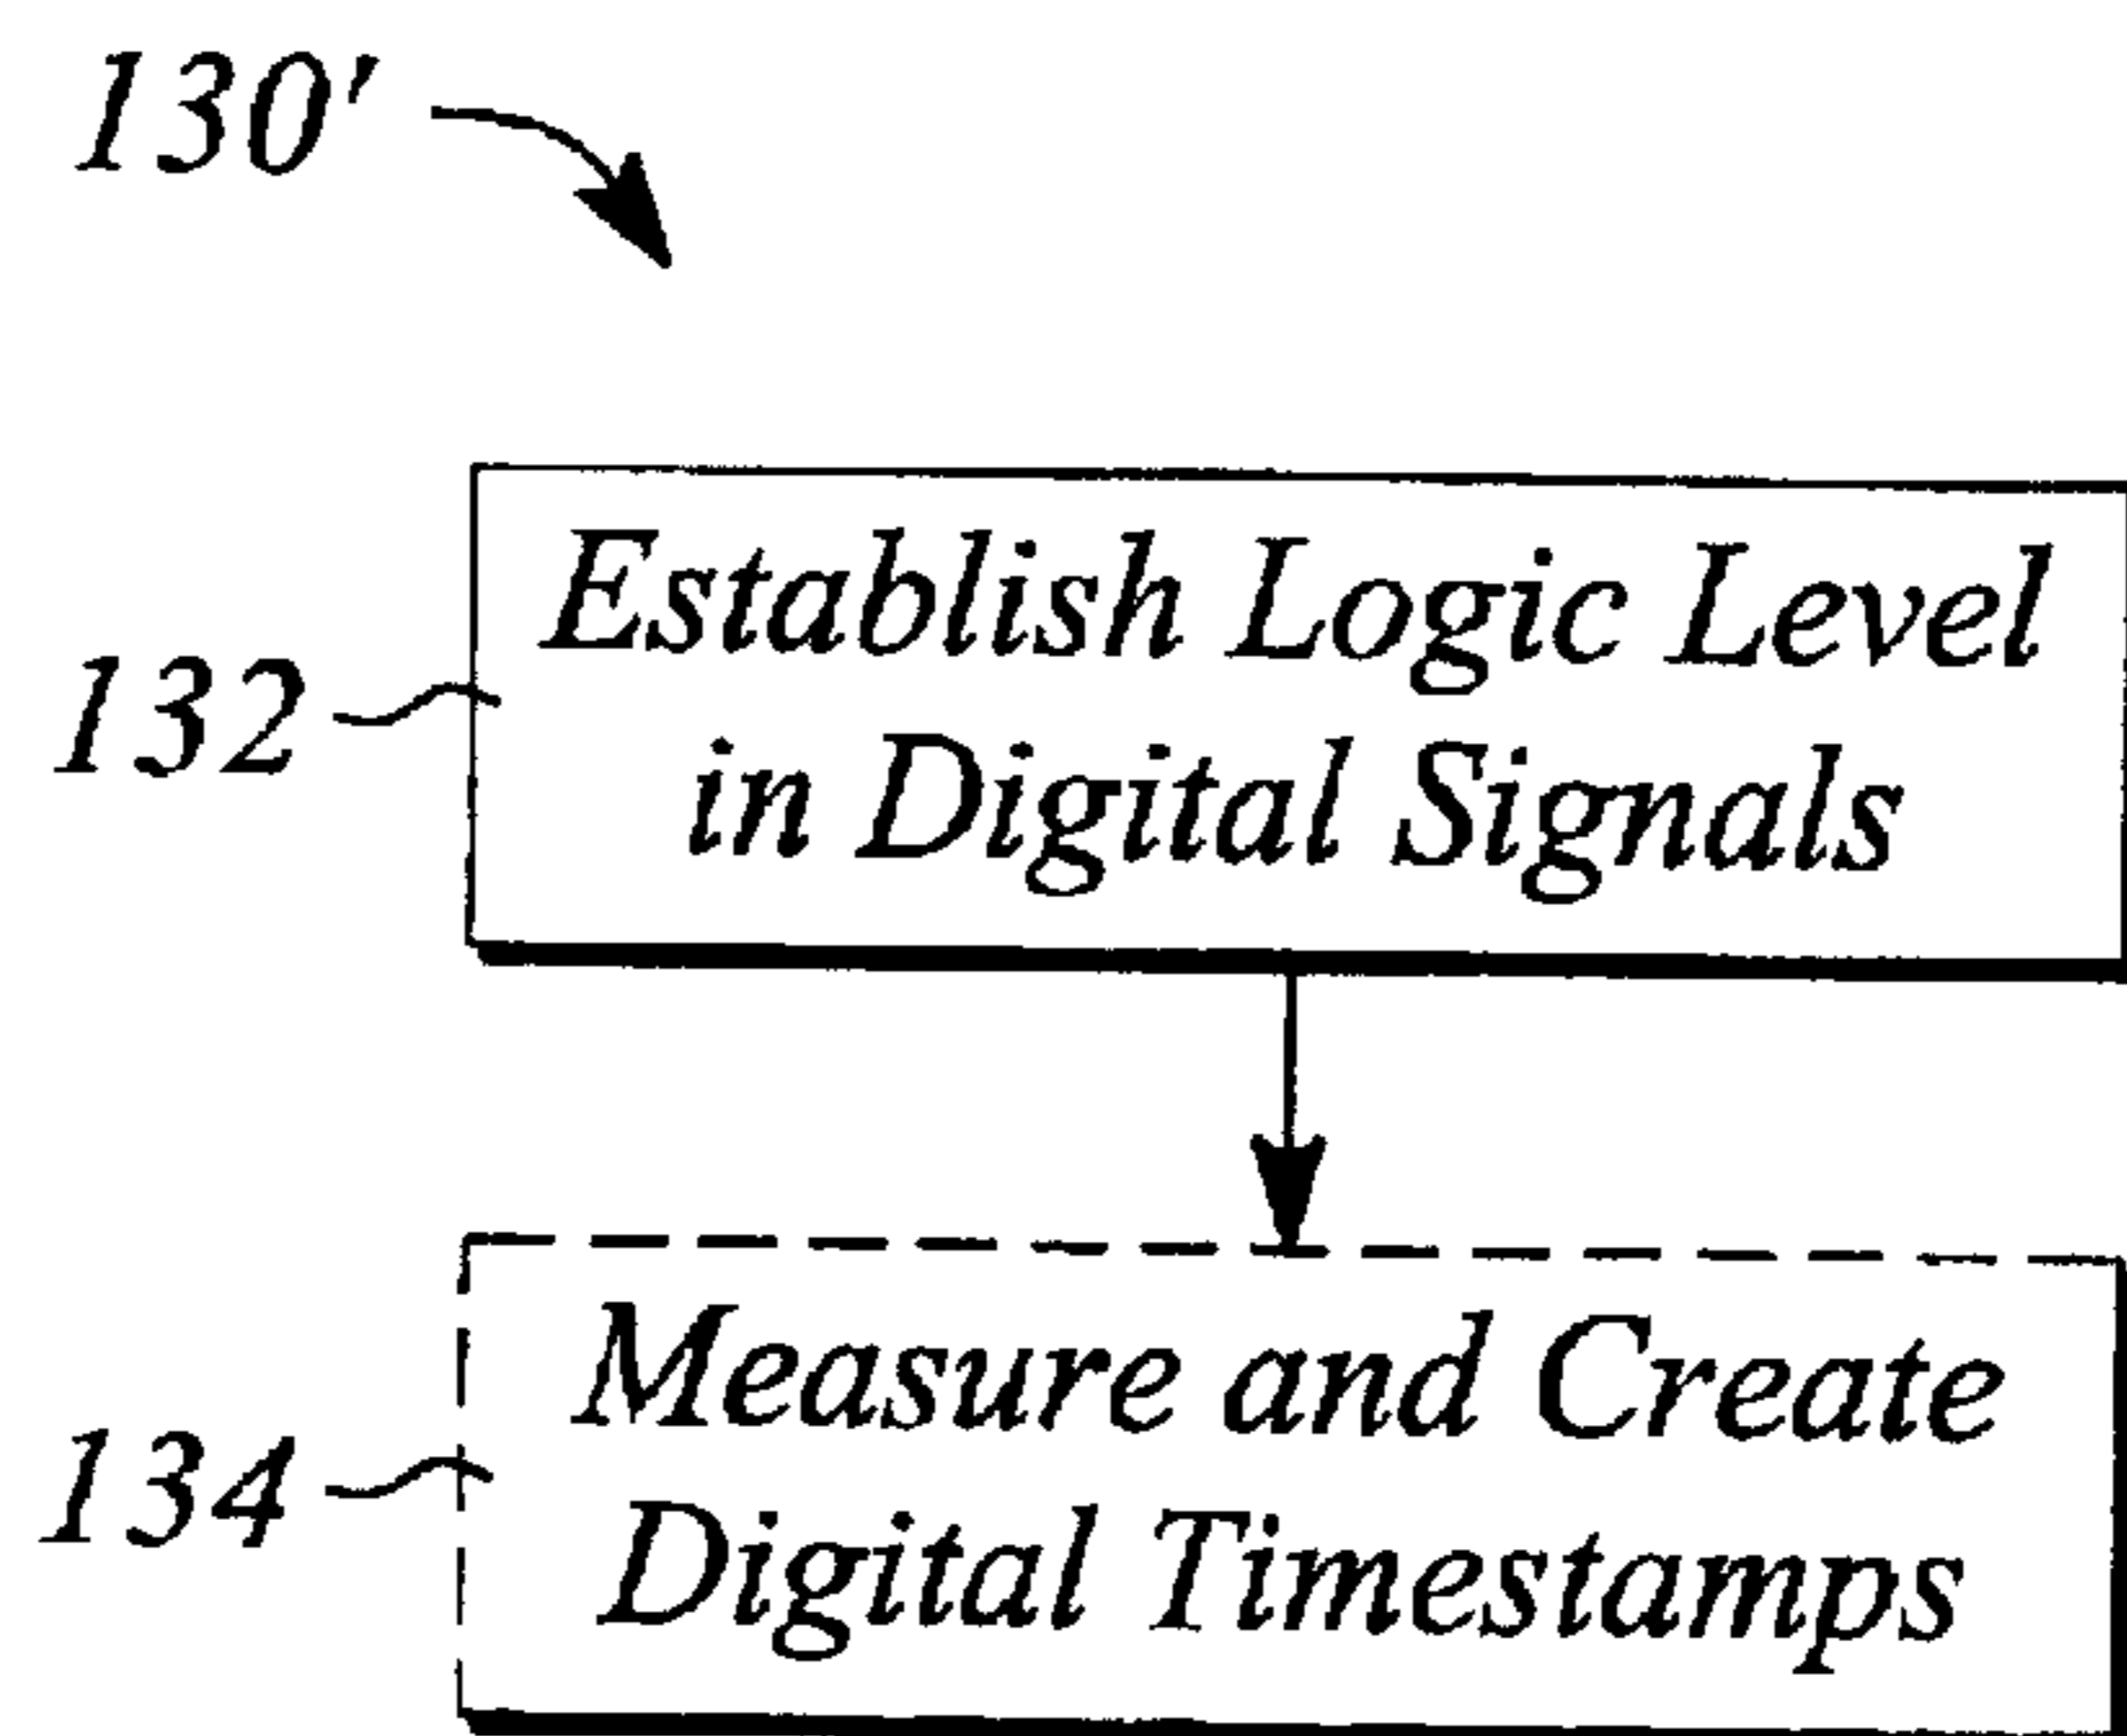 130'
Establish Logic Level
132
in Digital Signals
Measure and Create
134
Digital Timestamps